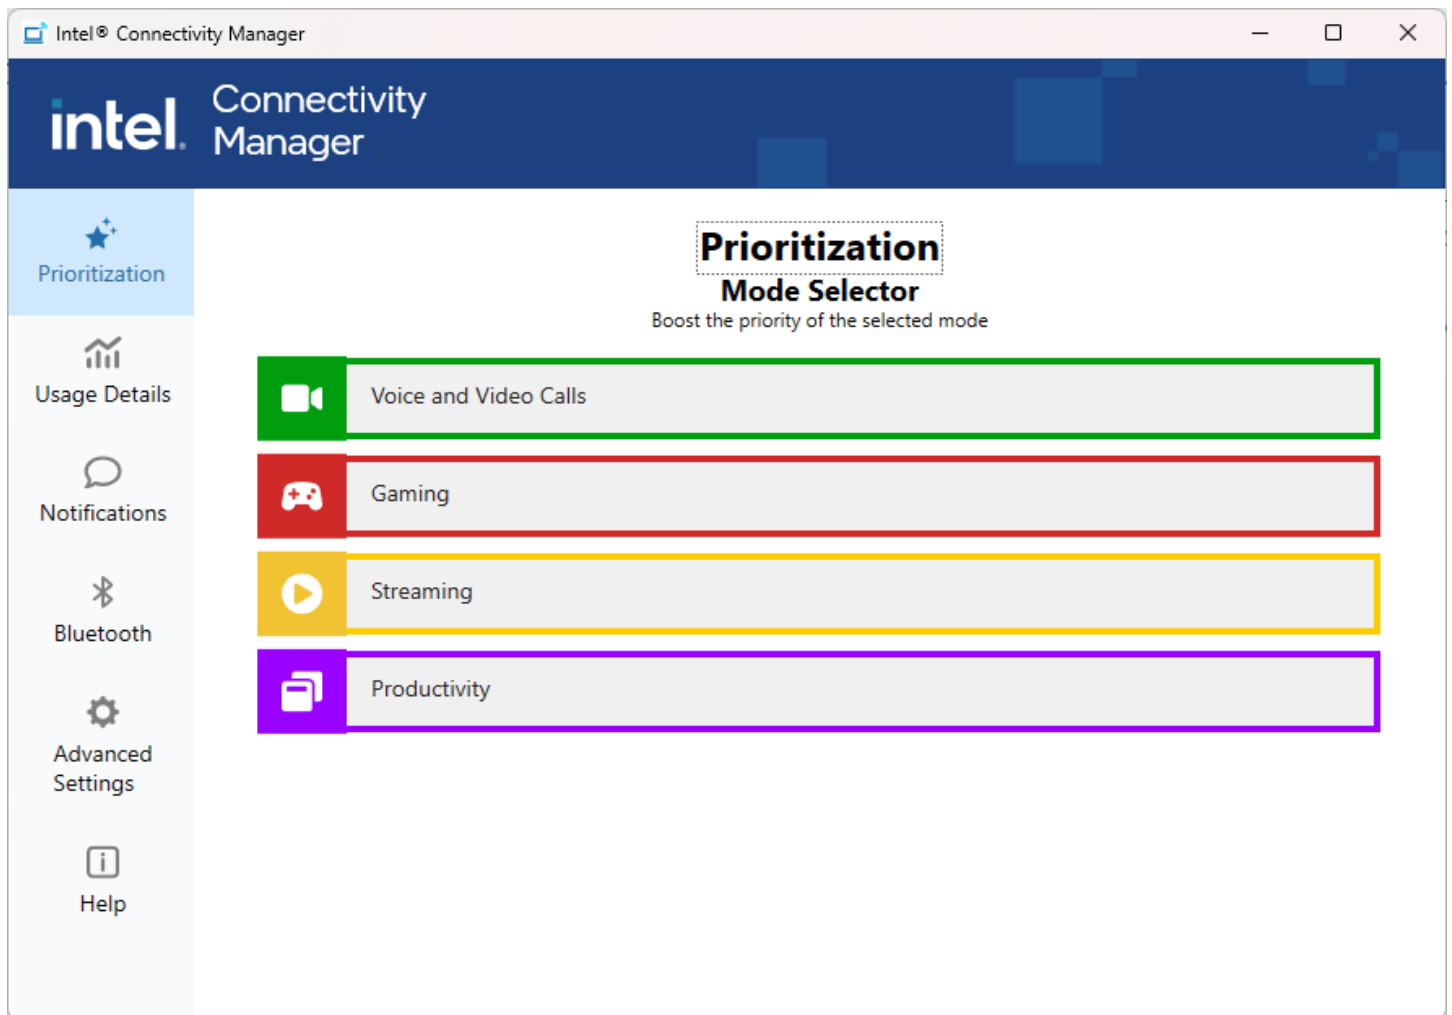 Intel® Connectivity Manager
intel.
Connectivity
Manager
Prioritization
Usage Details
Notifications
Bluetooth
Advanced
Settings
Help
Prioritization
Mode Selector
Boost the priority of the selected mode
Voice and Video Calls
Gaming
Streaming
Productivity